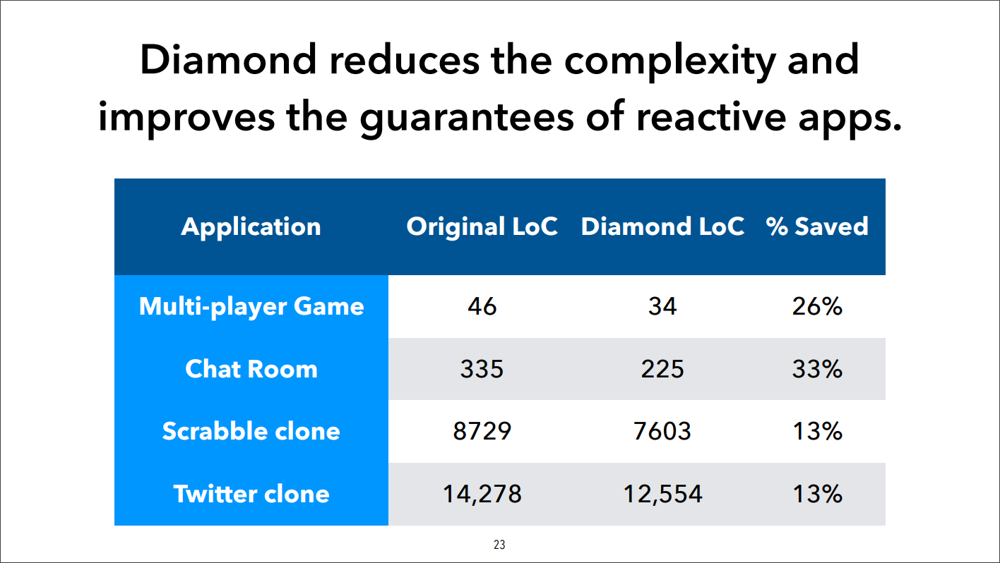 Diamond reduces the complexity and
improves the guarantees of reactive apps.
Application Original LoC Diamond LoC % Saved
Multi-player Game 46 34 26%
Chat Room 335 225 33%
Scrabble clone 8729 7603 13%
Twitter clone 14,278 12,554 13%
23